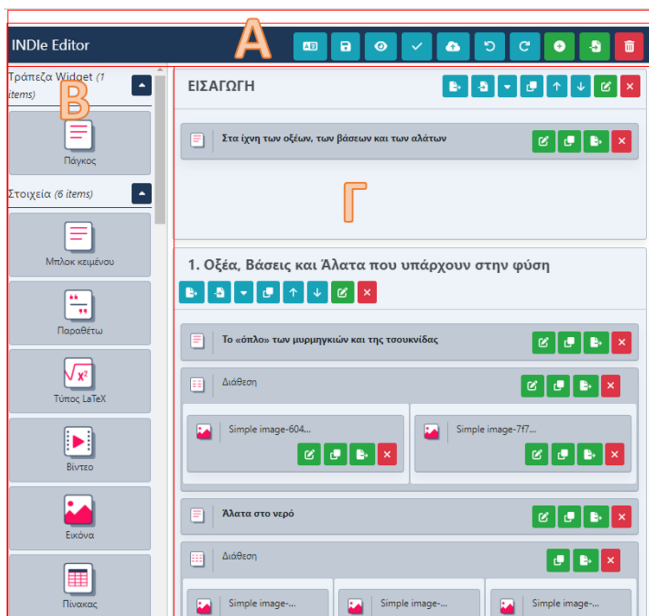 INDIe Editor
A
Τράπεζα Widget (1
items)
B
Πάγκος
Στοιχεία (6 items)
Μπλοκ κειμένου
Παραθέτω
√x²
Τύπος LaTeX
Βίντεο
Εικόνα
Πίνακας
ΕΙΣΑΓΩΓΗ
Στα ίχνη των οξέων, των βάσεων και των αλάτων
Γ
1. Οξέα, Βάσεις και Άλατα που υπάρχουν στην φύση
Το «όπλο» των μυρμηγκιών και της τσουκνίδας
Διάθεση
Simple image-604...
Simple image-7f7...
Άλατα στο νερό
Διάθεση
Simple image-...
Simple image-...
Simple image-...